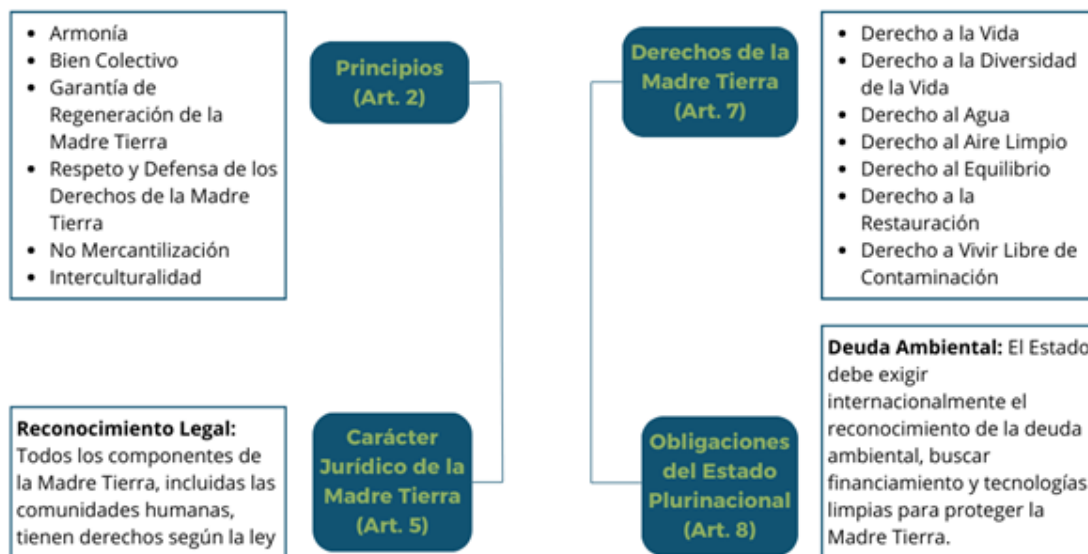 • Armonía
• Bien Colectivo
• Garantía de
Regeneración de la
Madre Tierra
• Respeto y Defensa de los
Derechos de la Madre
Tierra
• No Mercantilización
• Interculturalidad
Principios
(Art. 2)
Derechos de la
Madre Tierra
(Art. 7)
• Derecho a la Vida
• Derecho a la Diversidad
de la Vida
• Derecho al Agua
• Derecho al Aire Limpio
• Derecho al Equilibrio
• Derecho a la
Restauración
• Derecho a Vivir Libre de
Contaminación
Reconocimiento Legal:
Todos los componentes de
la Madre Tierra, incluidas las
comunidades humanas,
tienen derechos según la ley
Carácter
Jurídico de la
Madre Tierra
(Art. 5)
Obligaciones
del Estado
Plurinacional
(Art. 8)
Deuda Ambiental: El Estado
debe exigir
internacionalmente el
reconocimiento de la deuda
ambiental, buscar
financiamiento y tecnologías
limpias para proteger la
Madre Tierra.